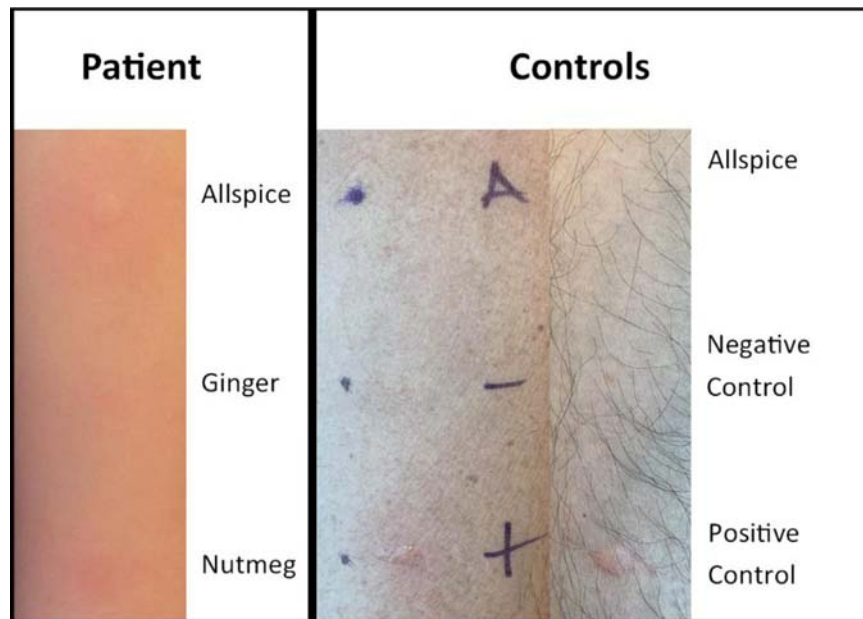 Patient
Controls
Allspice
Ginger
Nutmeg
A
−
+
Allspice
Negative
Control
Positive
Control